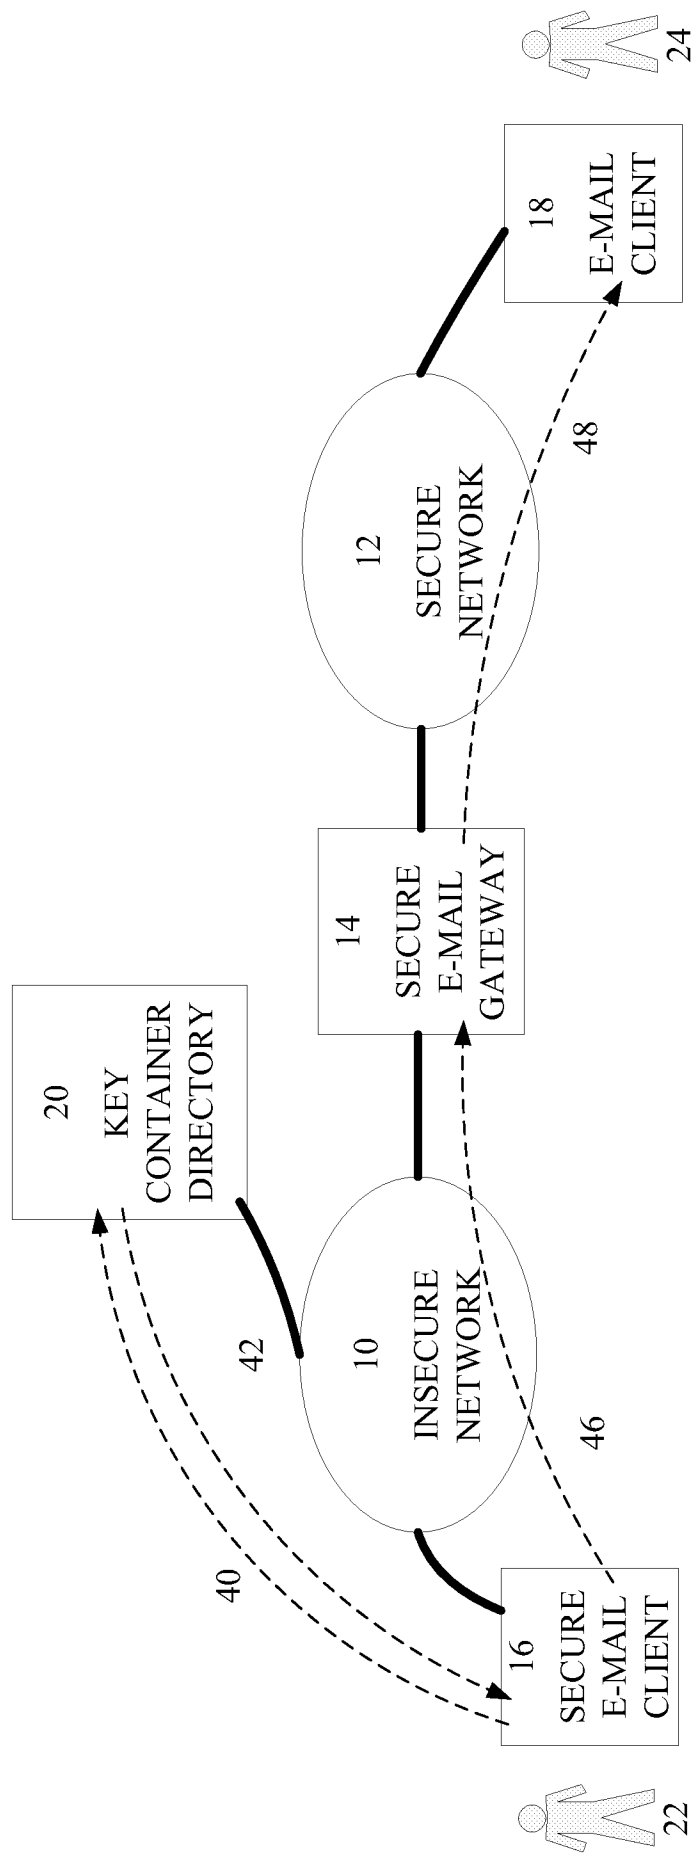 20
KEY
CONTAINER
DIRECTORY
40
42
22
16
SECURE
E-MAIL
CLIENT
10
INSECURE
NETWORK
46
14
SECURE
E-MAIL
GATEWAY
12
SECURE
NETWORK
48
18
E-MAIL
CLIENT
24